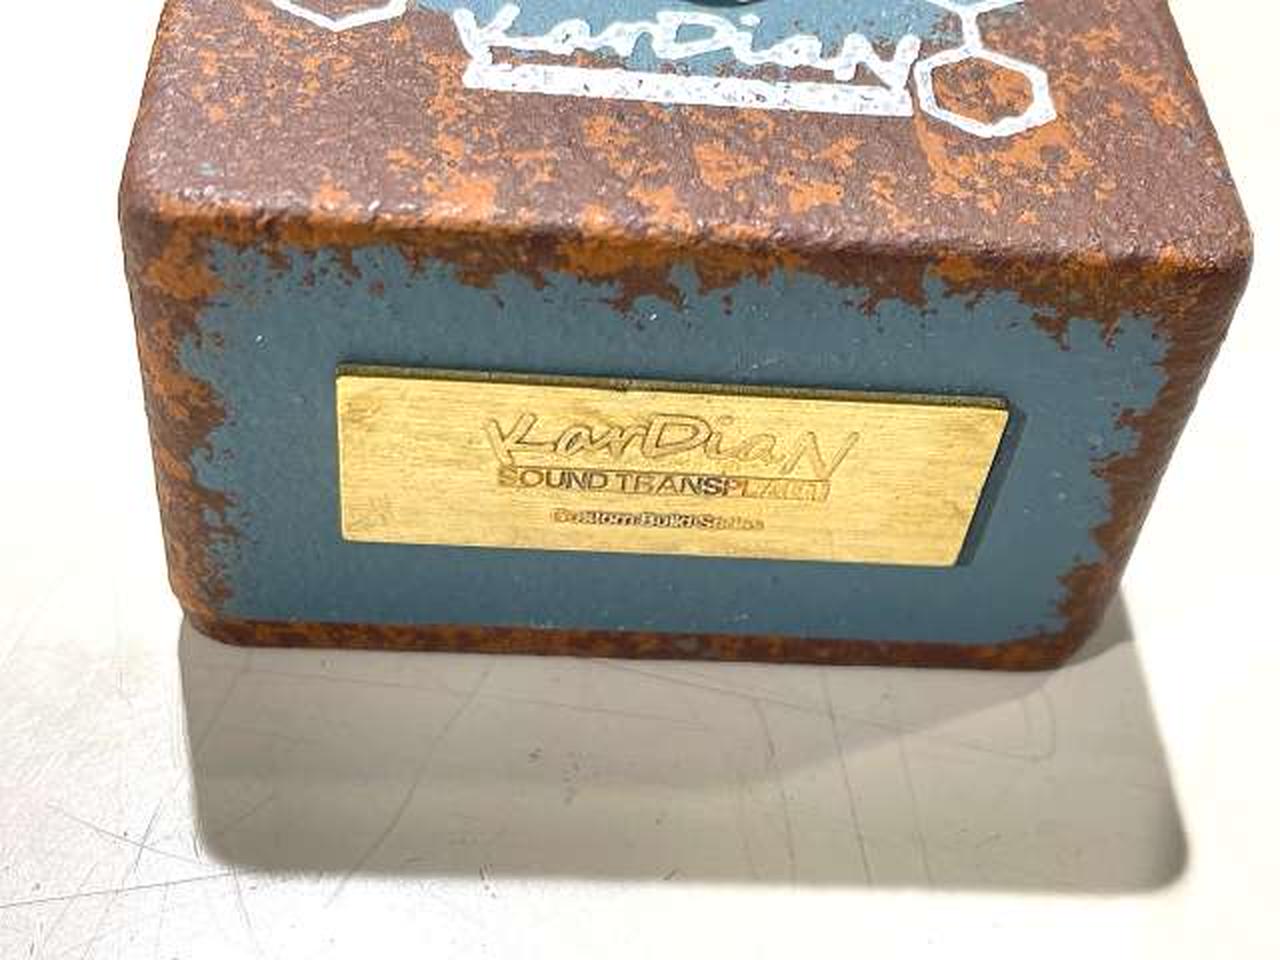 KarDiaN
KarDiaN
SOUND TRANSPLANT
Custom Build Series